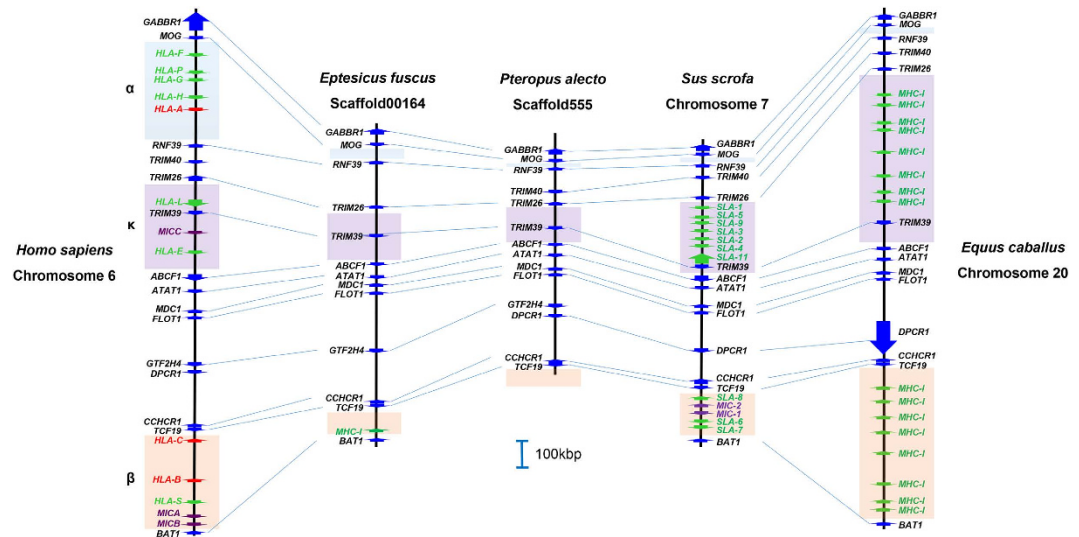 GABBR1
MOG
HLA-F
HLA-P
HLA-G
HLA-H
HLA-A
α
RNF39
TRIM40
TRIM26
HLA-L
TRIM39
MICC
HLA-E
κ
ABCF1
ATAT1
MDC1
FLOT1
GTF2H4
DPCR1
CCHCR1
TCF19
HLA-C
HLA-B
HLA-S
MICA
MICB
BAT1
β
Homo sapiens
Chromosome 6
Eptesicus fuscus
Scaffold00164
GABBR1
MOG
RNF39
TRIM26
TRIM39
ABCF1
ATAT1
MDC1
FLOT1
GTF2H4
CCHCR1
TCF19
MHC-I
BAT1
Pteropus alecto
Scaffold555
GABBR1
MOG
RNF39
TRIM40
TRIM26
TRIM39
ABCF1
ATAT1
MDC1
FLOT1
GTF2H4
DPCR1
CCHCR1
TCF19
100kbp
Sus scrofa
Chromosome 7
GABBR1
MOG
RNF39
TRIM40
TRIM26
SLA-1
SLA-5
SLA-9
SLA-3
SLA-2
SLA-4
SLA-11
TRIM39
ABCF1
ATAT1
MDC1
FLOT1
DPCR1
CCHCR1
TCF19
SLA-8
MIC-2
MIC-1
SLA-6
SLA-7
BAT1
GABBR1
MOG
RNF39
TRIM40
TRIM26
MHC-I
MHC-I
MHC-I
MHC-I
MHC-I
MHC-I
MHC-I
MHC-I
TRIM39
ABCF1
ATAT1
MDC1
FLOT1
DPCR1
CCHCR1
TCF19
MHC-I
MHC-I
MHC-I
MHC-I
MHC-I
MHC-I
MHC-I
MHC-I
BAT1
Equus caballus
Chromosome 20